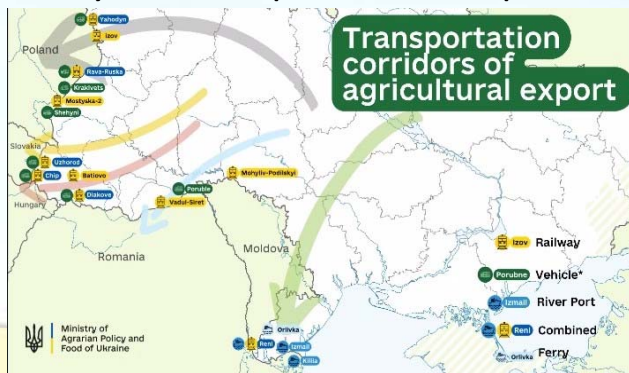 Transportation
corridors of
agricultural export
Yahodyn
Izov
Poland
Rava-Ruska
Krakivets
Mostyska-2
Shehyni
Slovakia
Uzhorod
Chip
Batiovo
Diakove
Hungary
Mohyliv-Podilskyi
Porubne
Vadul-Siret
Romania
Moldova
Orlivka
Reni
Izmail
Kiliia
Izov Railway
Porubne Vehicle*
Izmail River Port
Reni Combined
Orlivka Ferry
Ministry of
Agrarian Policy and
Food of Ukraine